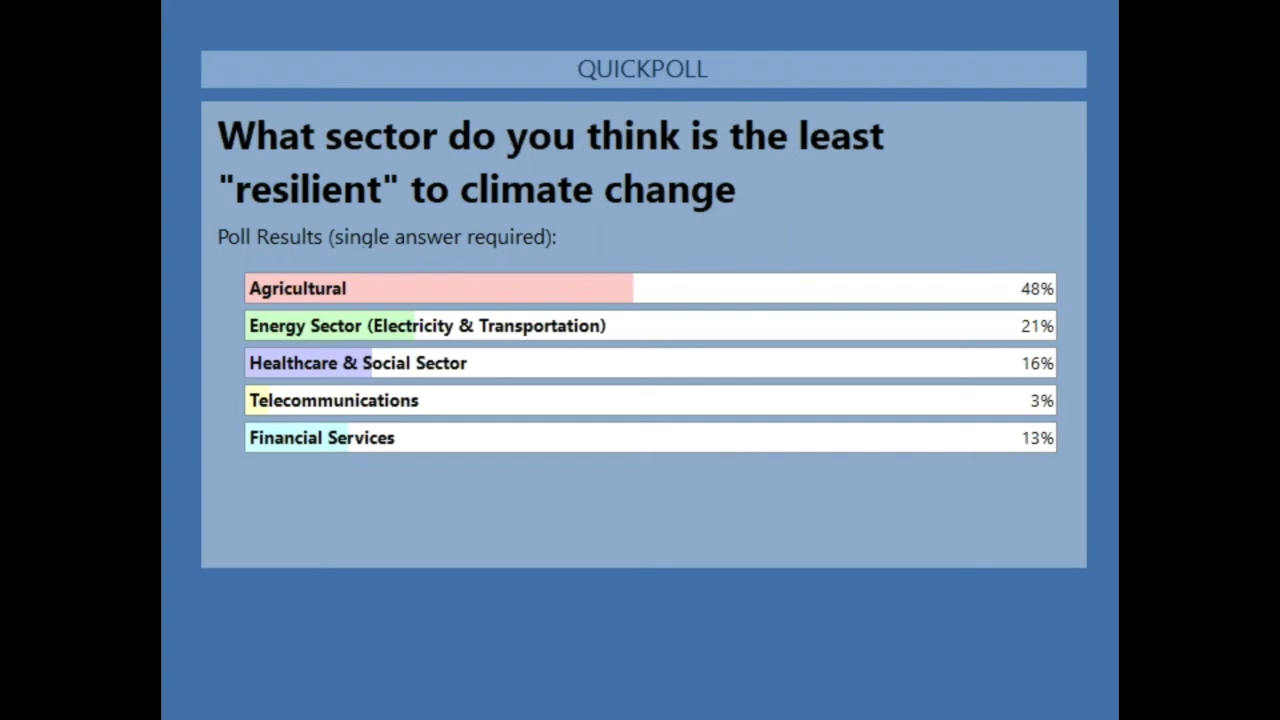 QUICKPOLL
What sector do you think is the least
"resilient" to climate change
Poll Results (single answer required):
Agricultural 48%
Energy Sector (Electricity & Transportation) 21%
Healthcare & Social Sector 16%
Telecommunications 3%
Financial Services 13%